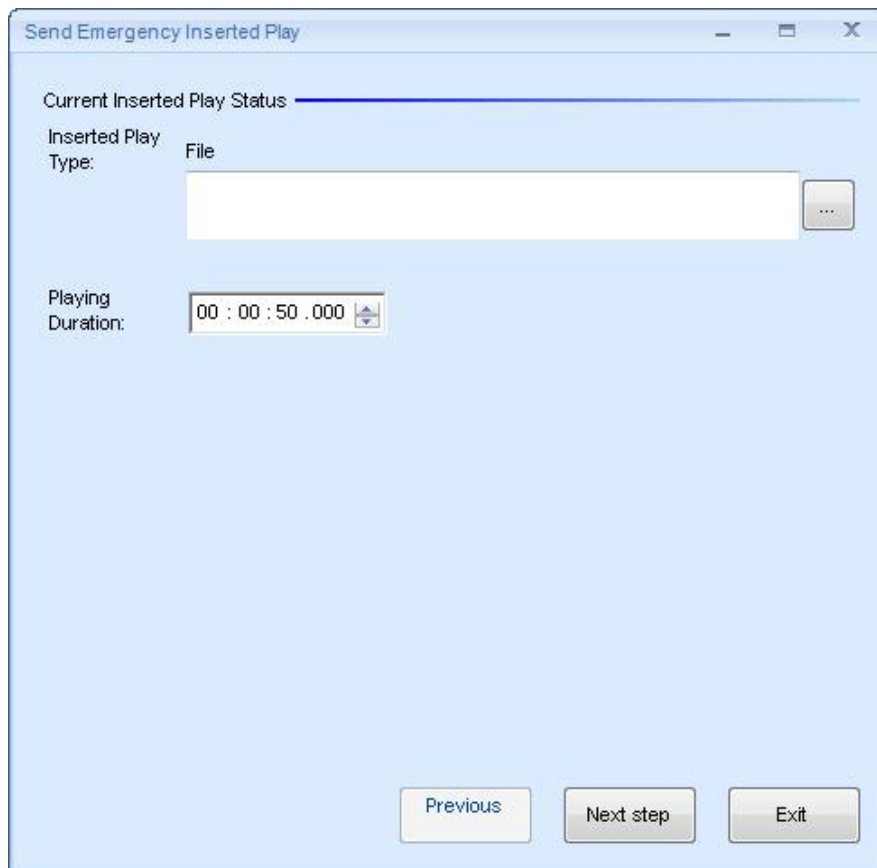 Send Emergency Inserted Play
Current Inserted Play Status
Inserted Play
Type:
File
...
Playing
Duration:
00 : 00 : 50 .000
Previous
Next step
Exit